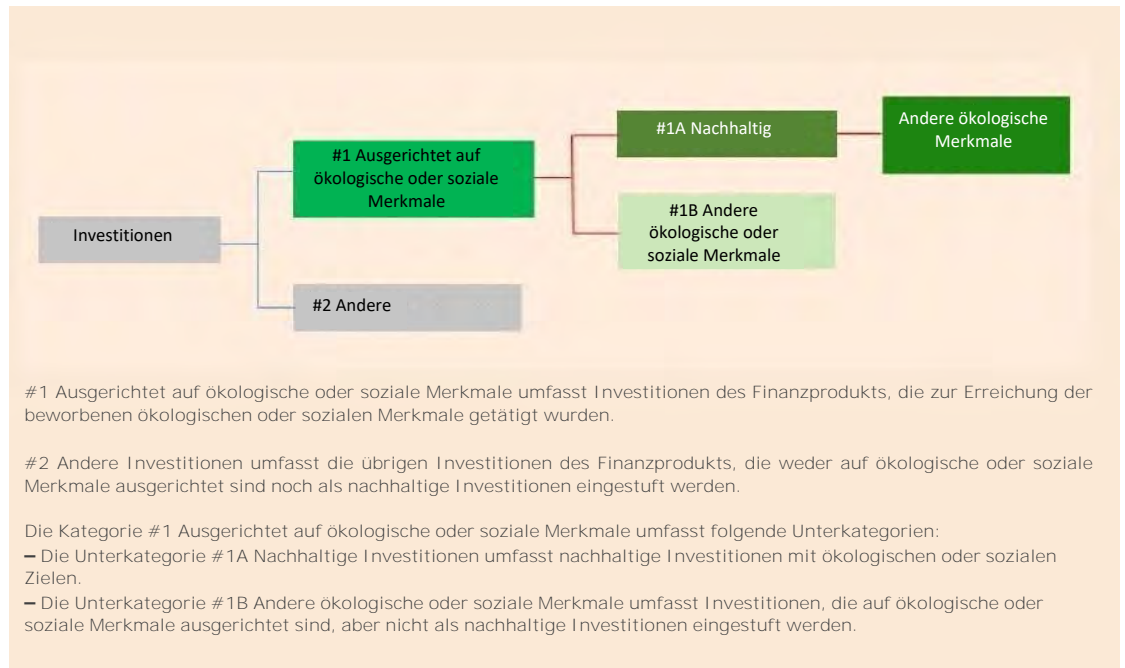 #1A Nachhaltig
Andere ökologische
Merkmale
#1 Ausgerichtet auf
ökologische oder soziale
Merkmale
#1B Andere
ökologische oder
soziale Merkmale
Investitionen
#2 Andere
#1 Ausgerichtet auf ökologische oder soziale Merkmale umfasst Investitionen des Finanzprodukts, die zur Erreichung der
beworbenen ökologischen oder sozialen Merkmale getätigt wurden.
#2 Andere Investitionen umfasst die übrigen Investitionen des Finanzprodukts, die weder auf ökologische oder soziale
Merkmale ausgerichtet sind noch als nachhaltige Investitionen eingestuft werden.
Die Kategorie #1 Ausgerichtet auf ökologische oder soziale Merkmale umfasst folgende Unterkategorien:
– Die Unterkategorie #1A Nachhaltige Investitionen umfasst nachhaltige Investitionen mit ökologischen oder sozialen
Zielen.
– Die Unterkategorie #1B Andere ökologische oder soziale Merkmale umfasst Investitionen, die auf ökologische oder
soziale Merkmale ausgerichtet sind, aber nicht als nachhaltige Investitionen eingestuft werden.